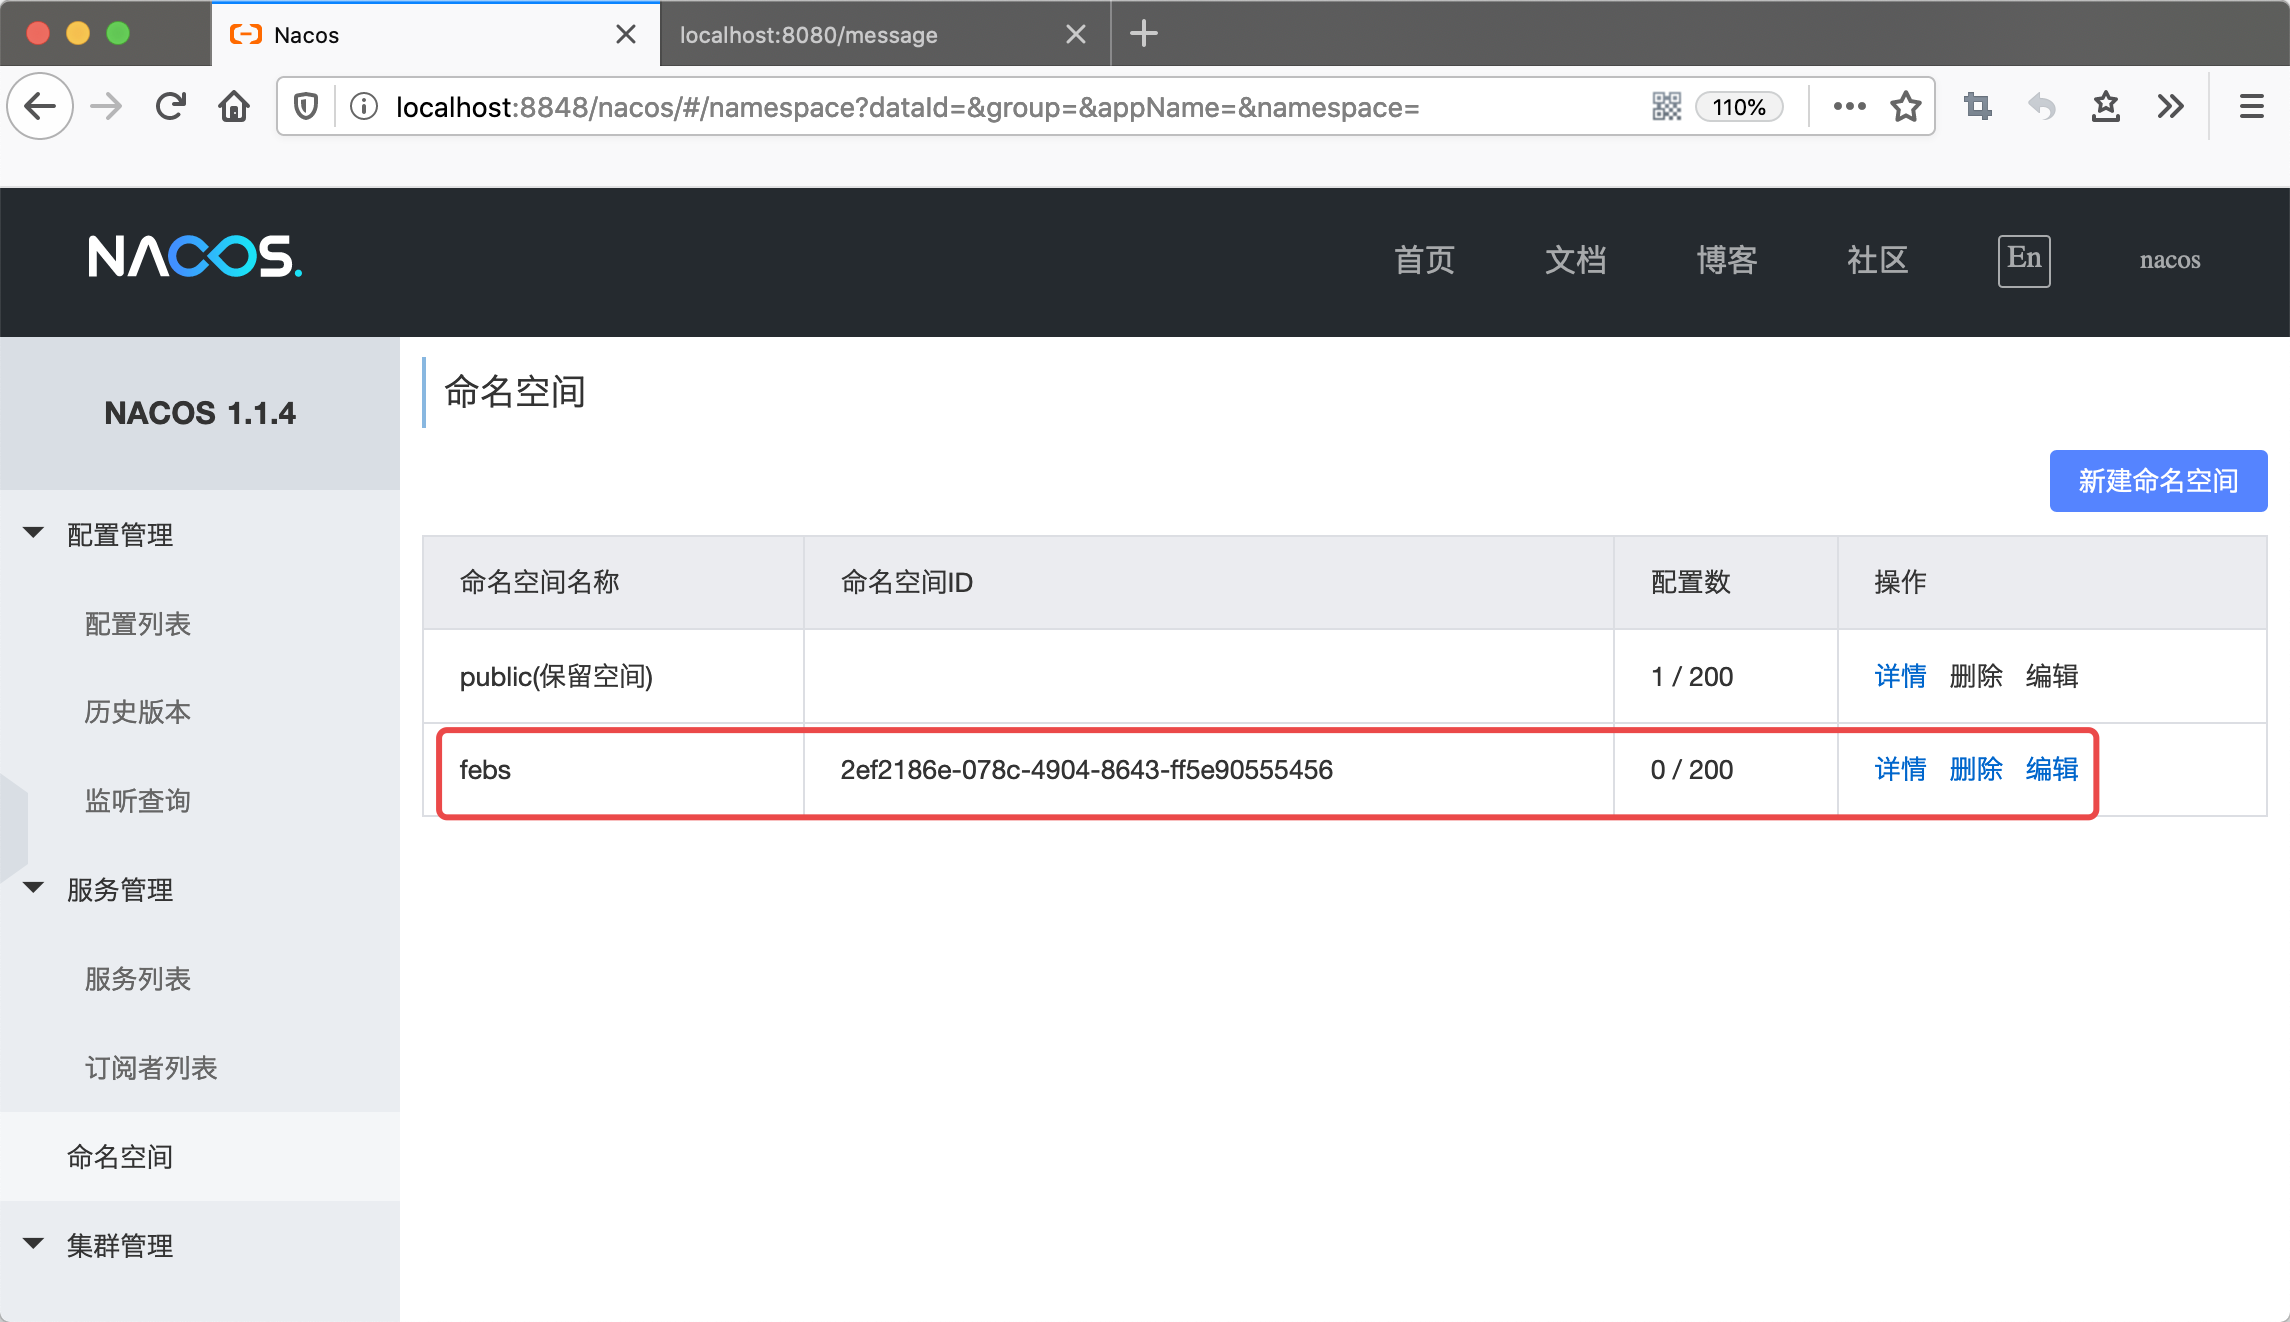 Nacos
localhost:8080/message
localhost:8848/nacos/#/namespace?dataId=&group=&appName=&namespace=
110%
NACOS.
首页 文档 博客 社区 En nacos
NACOS 1.1.4
配置管理
配置列表
历史版本
监听查询
服务管理
服务列表
订阅者列表
命名空间
集群管理
命名空间
新建命名空间
命名空间名称 命名空间ID 配置数 操作
public(保留空间) 1 / 200 详情 删除 编辑
febs 2ef2186e-078c-4904-8643-ff5e90555456 0 / 200 详情 删除 编辑